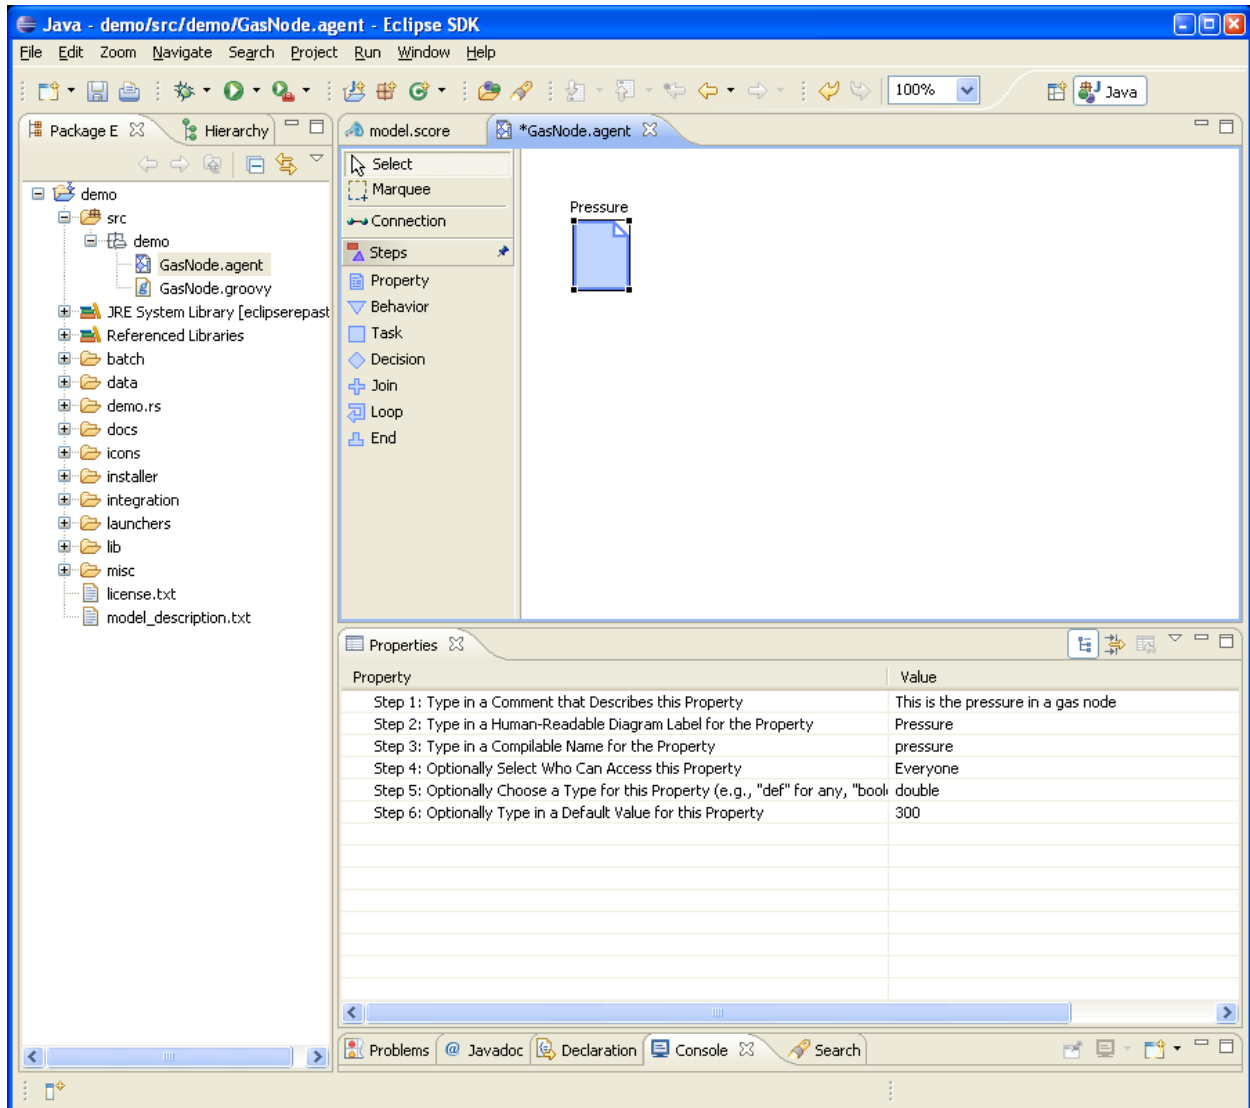 Java - demo/src/demo/GasNode.agent - Eclipse SDK
File Edit Zoom Navigate Search Project Run Window Help
100%
Java
Package E
Hierarchy
demo
src
demo
GasNode.agent
GasNode.groovy
JRE System Library [eclipserepast
Referenced Libraries
batch
data
demo.rs
docs
icons
installer
integration
launchers
lib
misc
license.txt
model_description.txt
model.score
*GasNode.agent
Select
Marquee
Connection
Steps
Property
Behavior
Task
Decision
Join
Loop
End
Pressure
Properties
Property Value
Step 1: Type in a Comment that Describes this Property This is the pressure in a gas node
Step 2: Type in a Human-Readable Diagram Label for the Property Pressure
Step 3: Type in a Compilable Name for the Property pressure
Step 4: Optionally Select Who Can Access this Property Everyone
Step 5: Optionally Choose a Type for this Property (e.g., "def" for any, "bool double
Step 6: Optionally Type in a Default Value for this Property 300
Problems @ Javadoc Declaration Console Search